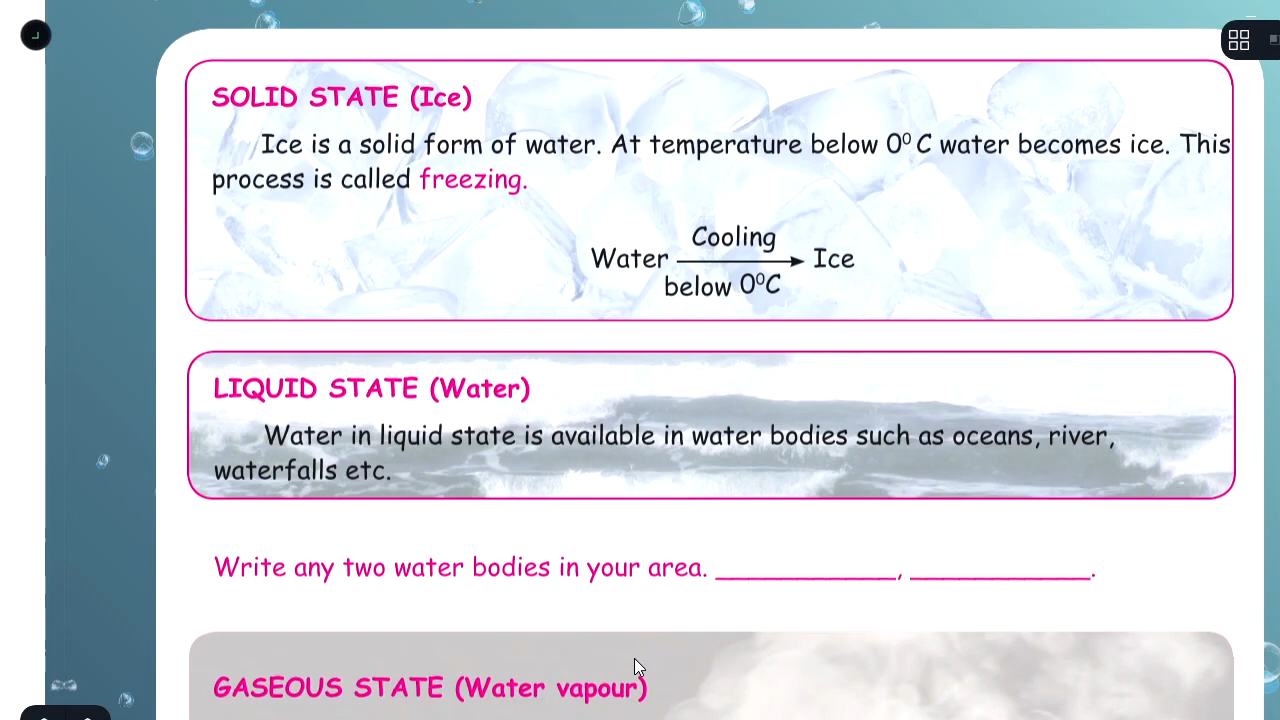 SOLID STATE (Ice)
Ice is a solid form of water. At temperature below 0⁰ C water becomes ice. This
process is called freezing.
Cooling
Water → Ice
below 0⁰C
LIQUID STATE (Water)
Water in liquid state is available in water bodies such as oceans, river,
waterfalls etc.
Write any two water bodies in your area. ____________, ____________.
GASEOUS STATE (Water vapour)